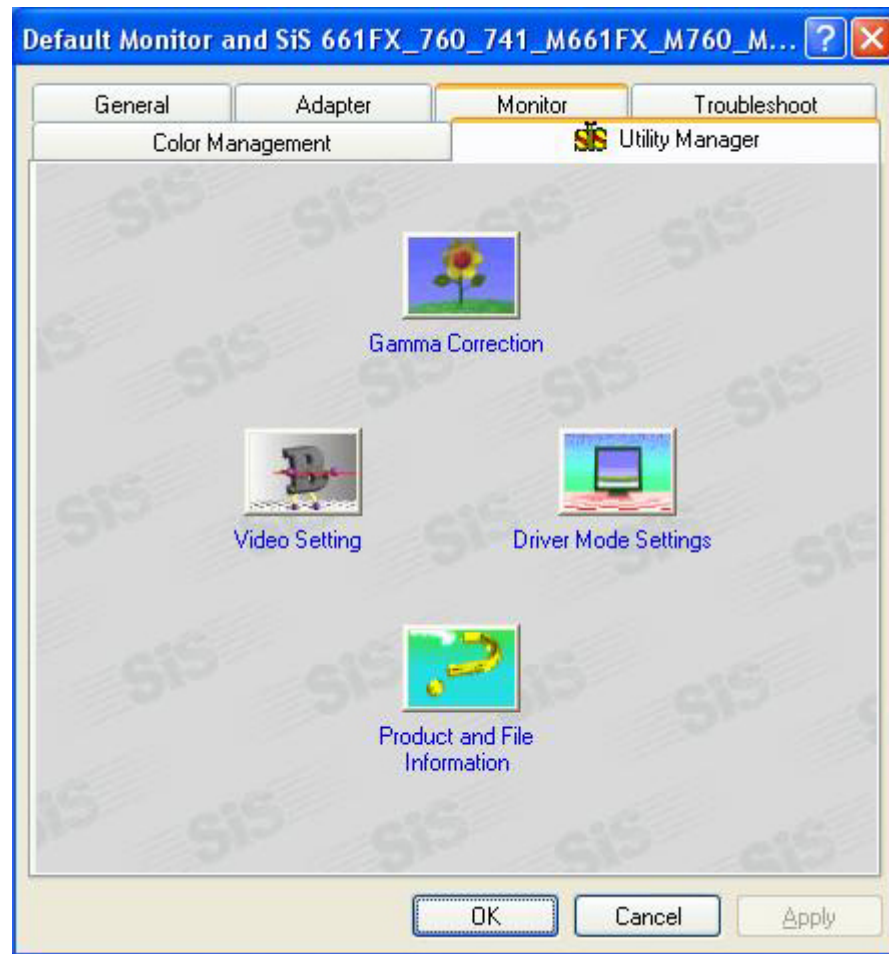 Default Monitor and SiS 661FX_760_741_M661FX_M760_M...
General Adapter Monitor Troubleshoot
Color Management SiS Utility Manager
Gamma Correction
Video Setting Driver Mode Settings
Product and File
Information
OK Cancel Apply